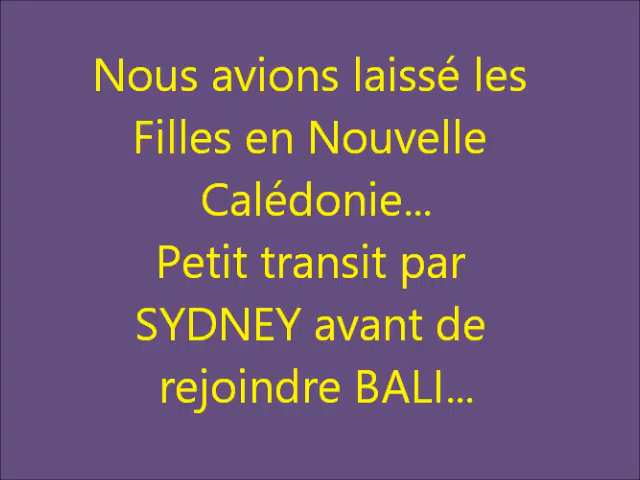 Nous avions laissé les
Filles en Nouvelle
Calédonie...
Petit transit par
SYDNEY avant de
rejoindre BALI...